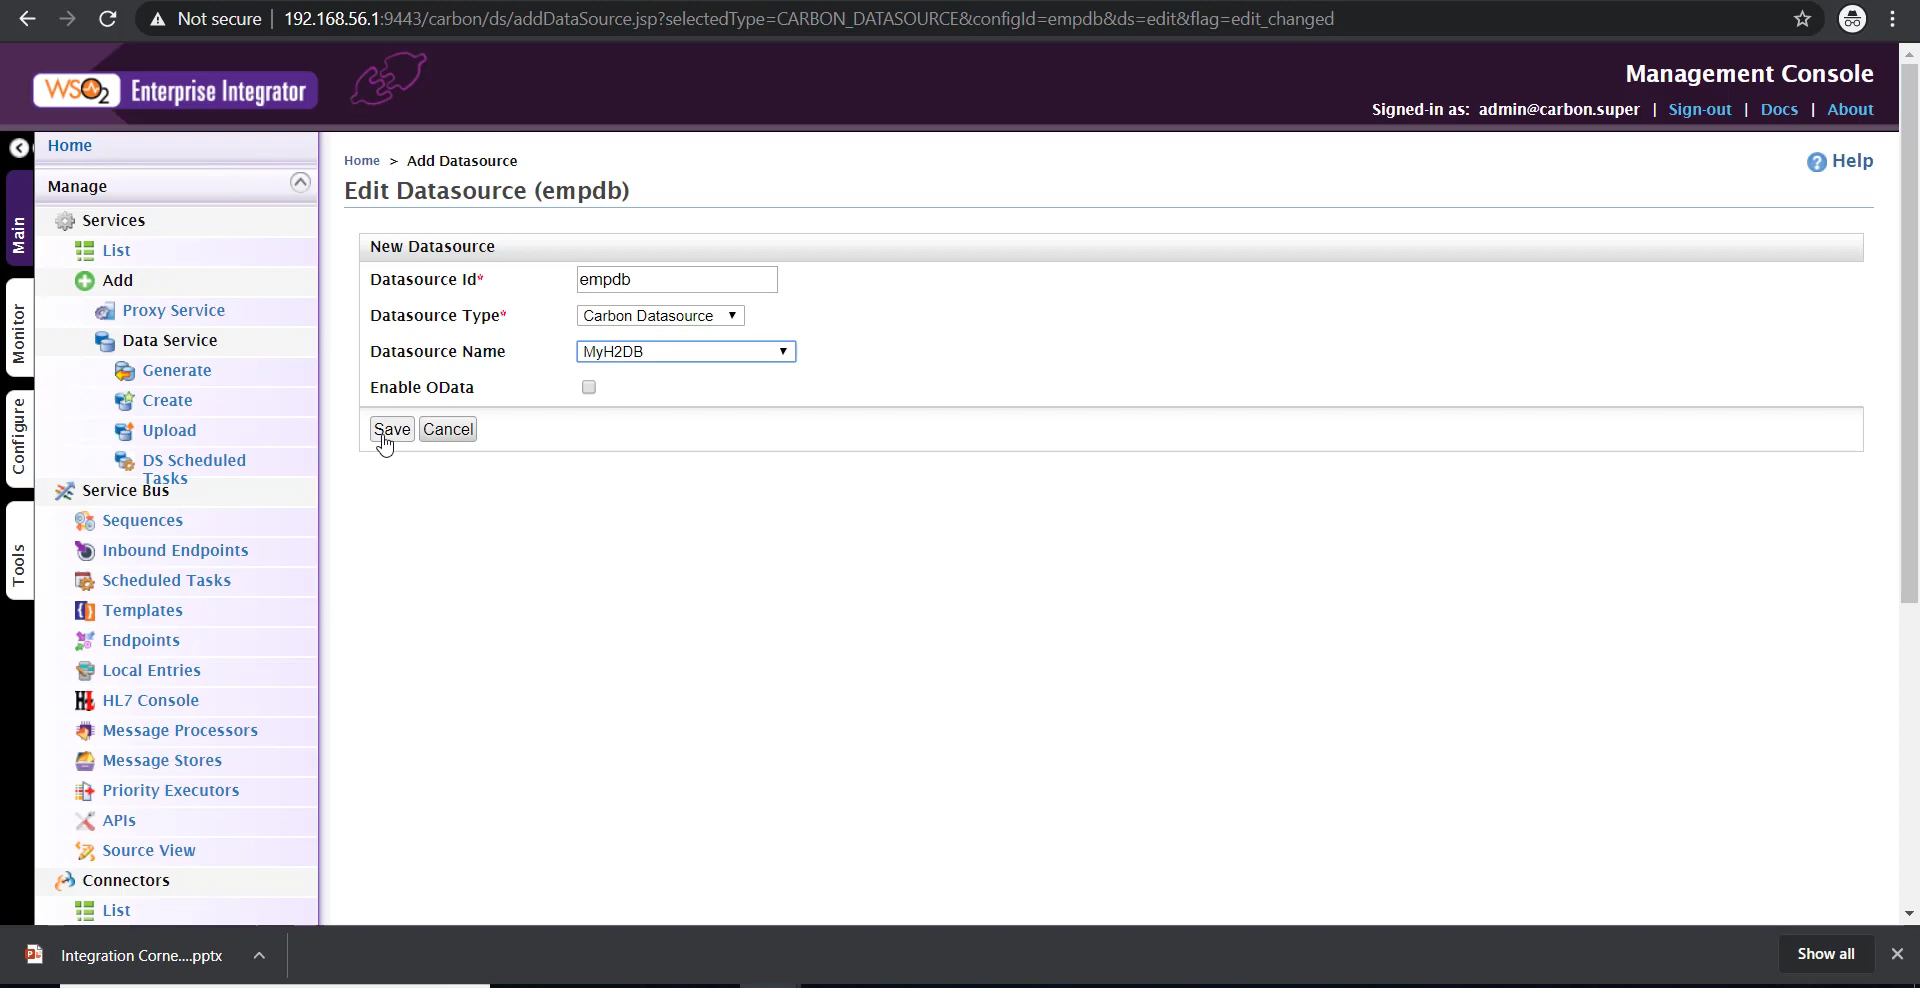 Not secure | 192.168.56.1:9443/carbon/ds/addDataSource.jsp?selectedType=CARBON_DATASOURCE&configId=empdb&ds=edit&flag=edit_changed
WSO2 Enterprise Integrator
Management Console
Signed-in as: admin@carbon.super | Sign-out | Docs | About
Main
Monitor
Configure
Tools
Home
Manage
Services
List
Add
Proxy Service
Data Service
Generate
Create
Upload
DS Scheduled
Tasks
Service Bus
Sequences
Inbound Endpoints
Scheduled Tasks
Templates
Endpoints
Local Entries
HL7 Console
Message Processors
Message Stores
Priority Executors
APIs
Source View
Connectors
List
Home > Add Datasource
Help
Edit Datasource (empdb)
New Datasource
Datasource Id* empdb
Datasource Type* Carbon Datasource
Datasource Name MyH2DB
Enable OData
Save Cancel
Integration Corne....pptx
Show all